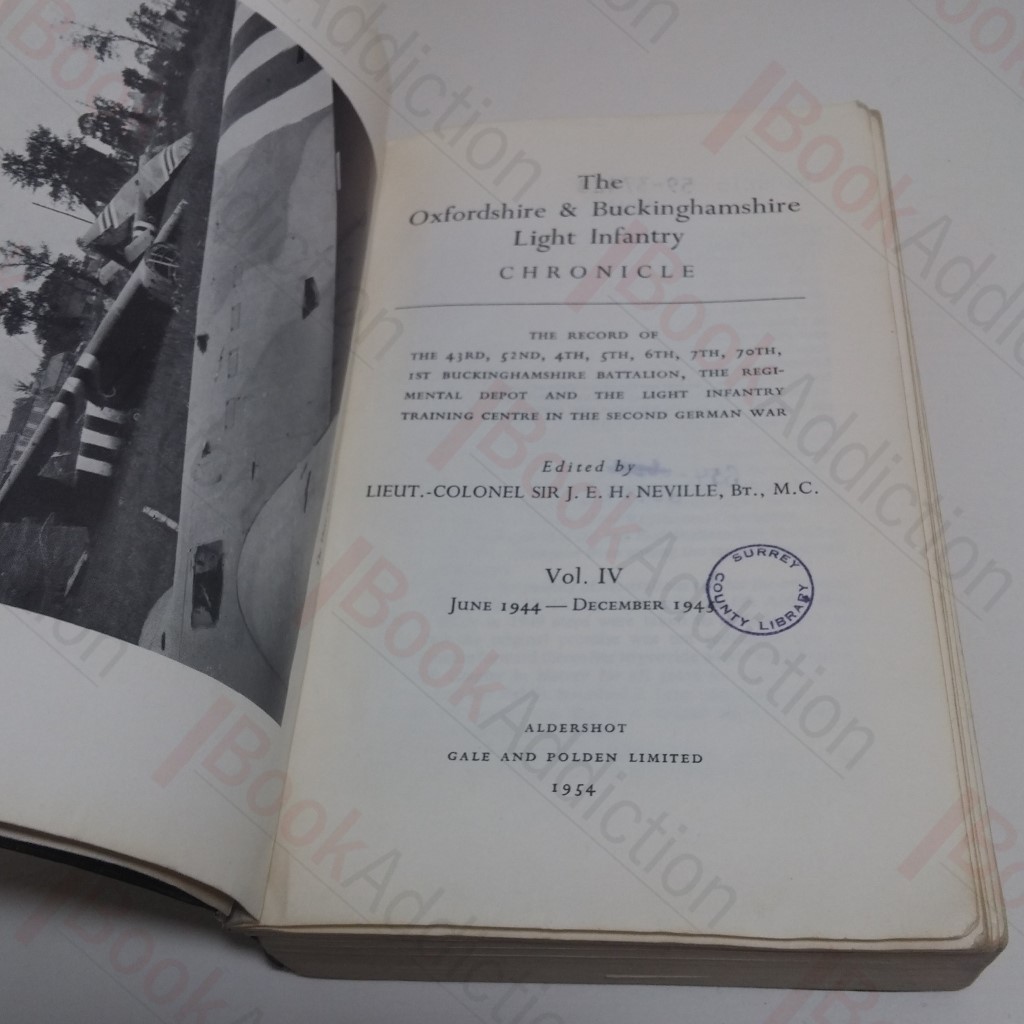 The
Oxfordshire & Buckinghamshire
Light Infantry
CHRONICLE
THE RECORD OF
THE 43RD, 52ND, 4TH, 5TH, 6TH, 7TH, 70TH,
1ST BUCKINGHAMSHIRE BATTALION, THE REGI-
MENTAL DEPOT AND THE LIGHT INFANTRY
TRAINING CENTRE IN THE SECOND GERMAN WAR
Edited by
LIEUT.-COLONEL SIR J. E. H. NEVILLE, BT., M.C.
Vol. IV
JUNE 1944—DECEMBER 1945
SURREY
COUNTY LIBRARY
ALDERSHOT
GALE AND POLDEN LIMITED
1954
BookAddiction